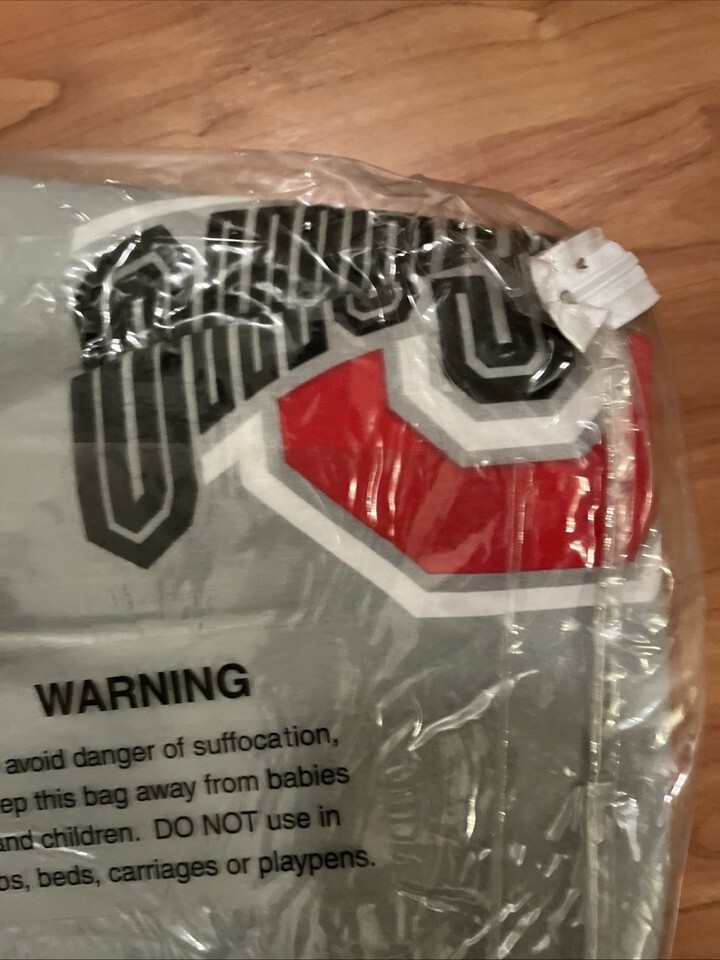 WARNING
avoid danger of suffocation,
ep this bag away from babies
and children. DO NOT use in
os, beds, carriages or playpens.